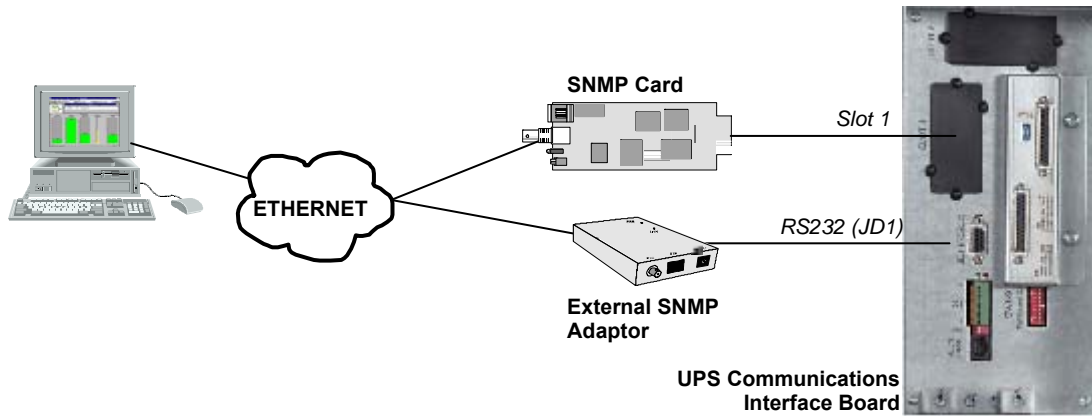 SNMP Card
Slot 1
ETHERNET
RS232 (JD1)
External SNMP
Adaptor
UPS Communications
Interface Board